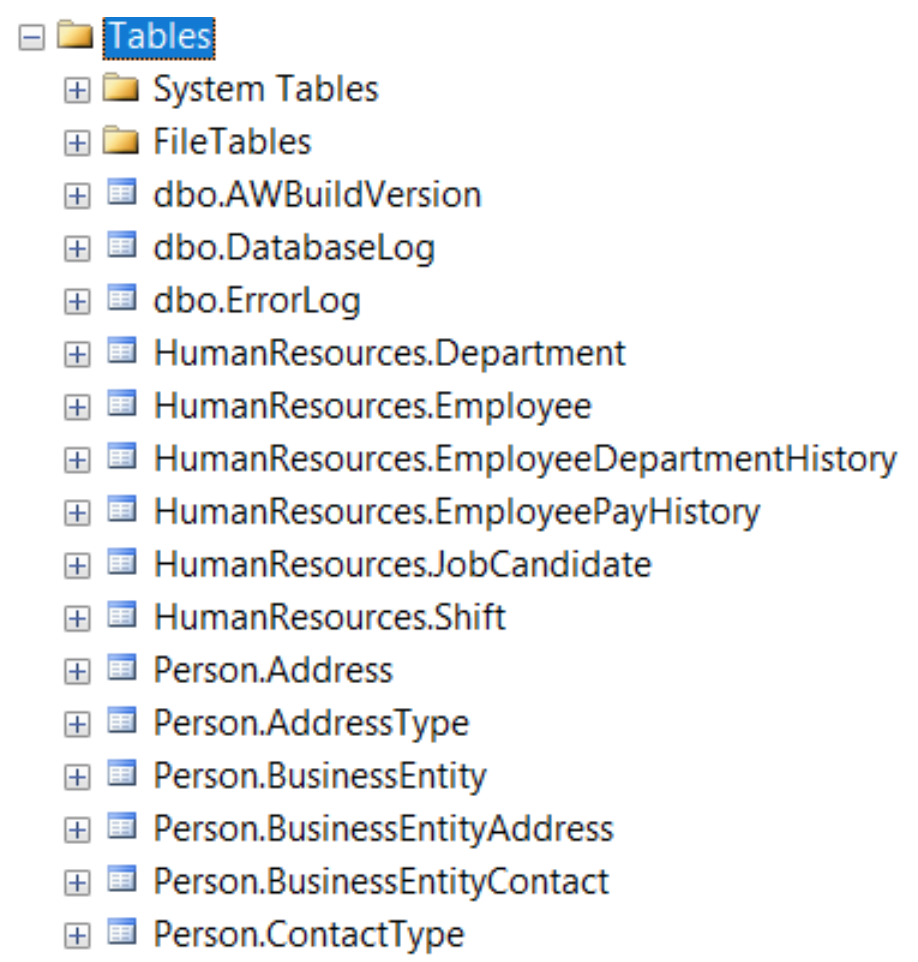 Tables
System Tables
FileTables
dbo.AWBuildVersion
dbo.DatabaseLog
dbo.ErrorLog
HumanResources.Department
HumanResources.Employee
HumanResources.EmployeeDepartmentHistory
HumanResources.EmployeePayHistory
HumanResources.JobCandidate
HumanResources.Shift
Person.Address
Person.AddressType
Person.BusinessEntity
Person.BusinessEntityAddress
Person.BusinessEntityContact
Person.ContactType